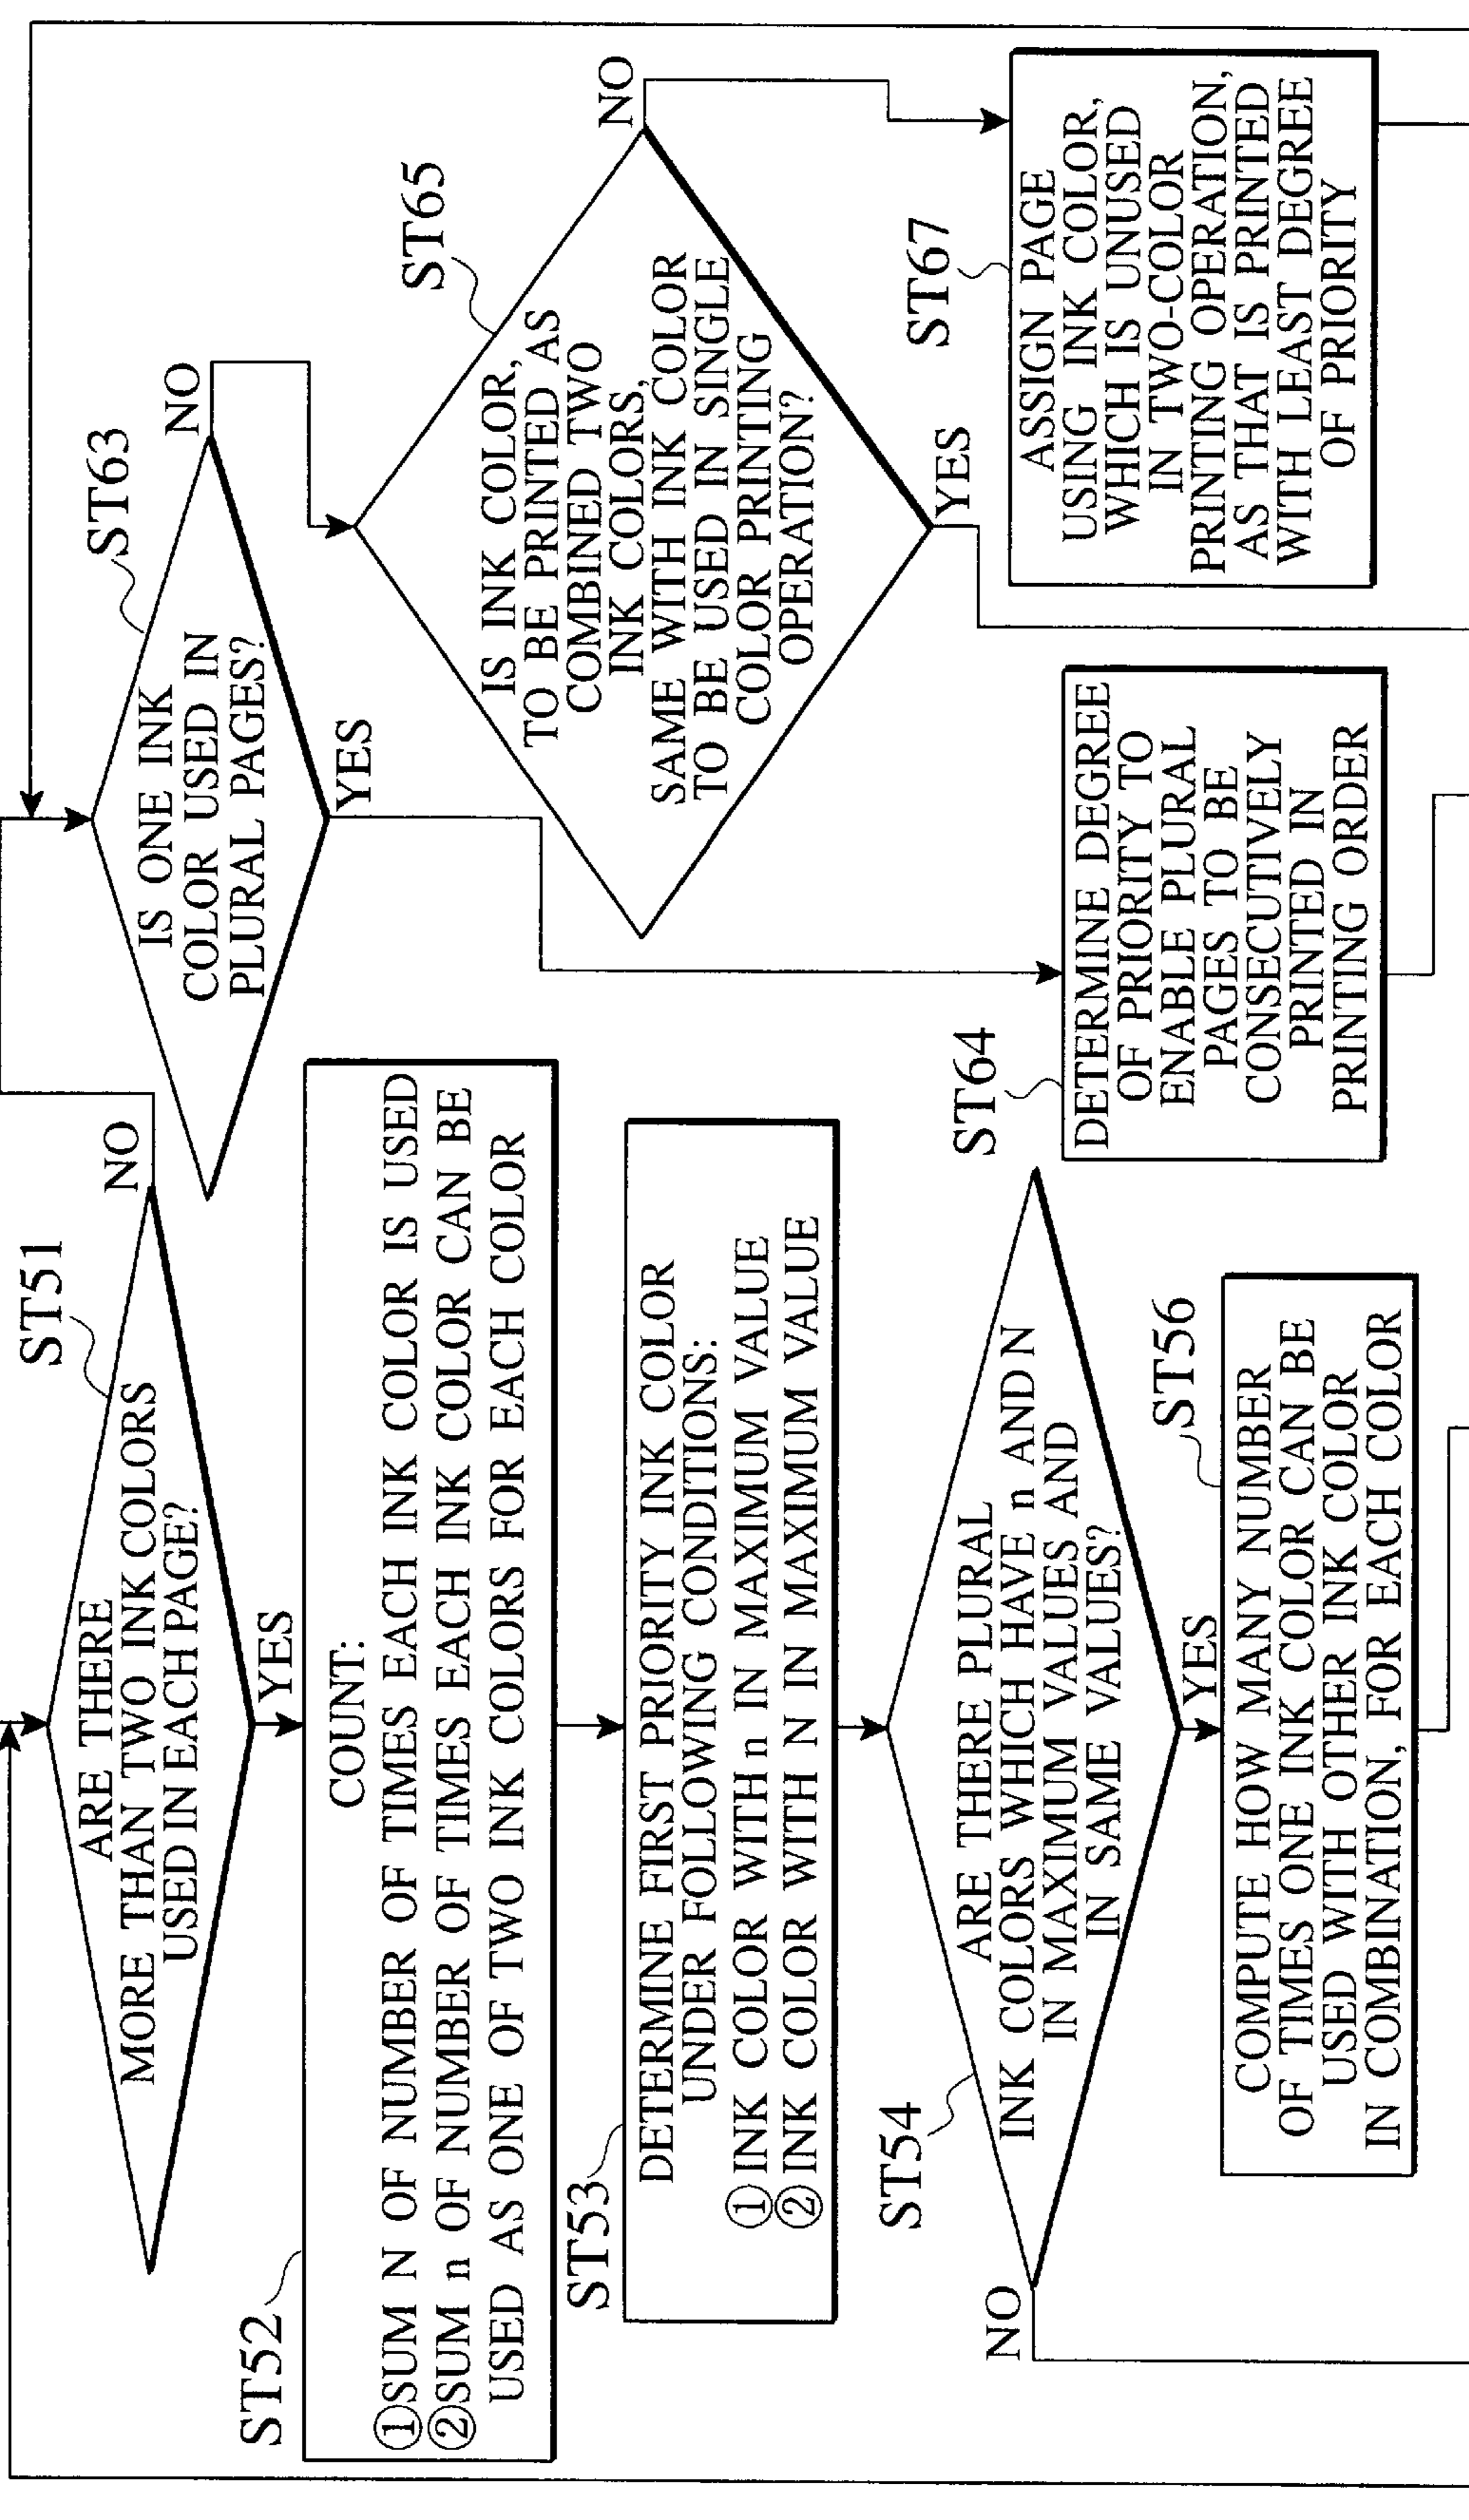 ST51
ARE THERE
MORE THAN TWO INK COLORS
USED IN EACH PAGE?
NO
YES
ST52
COUNT:
①SUM N OF NUMBER OF TIMES EACH INK COLOR IS USED
②SUM n OF NUMBER OF TIMES EACH INK COLOR CAN BE
USED AS ONE OF TWO INK COLORS FOR EACH COLOR
ST53
DETERMINE FIRST PRIORITY INK COLOR
UNDER FOLLOWING CONDITIONS:
①INK COLOR WITH n IN MAXIMUM VALUE
②INK COLOR WITH N IN MAXIMUM VALUE
ST54
ARE THERE PLURAL
INK COLORS WHICH HAVE n AND N
IN MAXIMUM VALUES AND
IN SAME VALUES?
NO
YES
ST56
COMPUTE HOW MANY NUMBER
OF TIMES ONE INK COLOR CAN BE
USED WITH OTHER INK COLOR
IN COMBINATION, FOR EACH COLOR
ST63
IS ONE INK
COLOR USED IN
PLURAL PAGES?
NO
YES
ST65
IS INK COLOR,
TO BE PRINTED AS
COMBINED TWO
INK COLORS,
SAME WITH INK COLOR
TO BE USED IN SINGLE
COLOR PRINTING
OPERATION?
NO
YES
ST64
DETERMINE DEGREE
OF PRIORITY TO
ENABLE PLURAL
PAGES TO BE
CONSECUTIVELY
PRINTED IN
PRINTING ORDER
ST67
ASSIGN PAGE
USING INK COLOR,
WHICH IS UNUSED
IN TWO-COLOR
PRINTING OPERATION,
AS THAT IS PRINTED
WITH LEAST DEGREE
OF PRIORITY